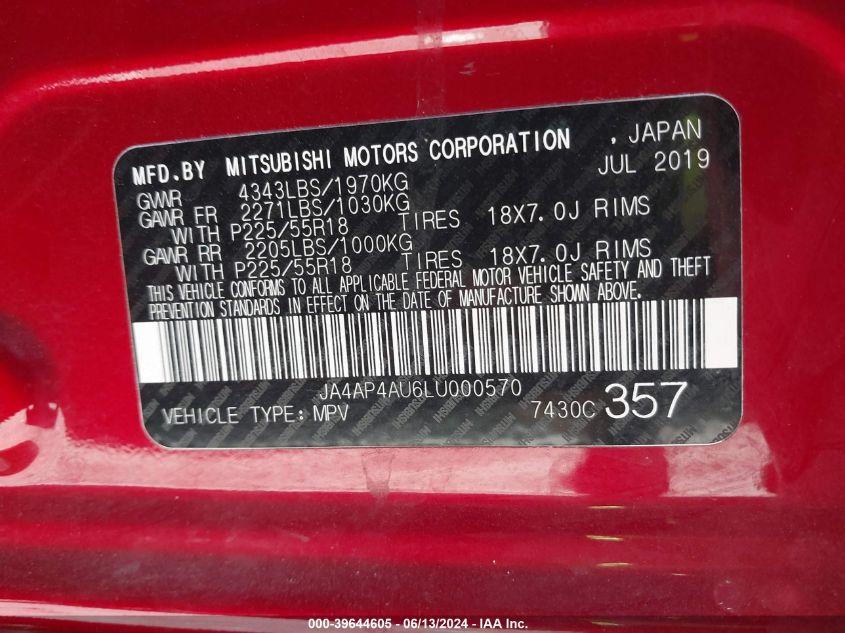 MFD.BY MITSUBISHI MOTORS CORPORATION , JAPAN
JUL 2019
GVWR 4343LBS/1970KG
GAWR FR 2271LBS/1030KG
WITH P225/55R18 TIRES 18X7.0J RIMS
GAWR RR 2205LBS/1000KG
WITH P225/55R18 TIRES 18X7.0J RIMS
THIS VEHICLE CONFORMS TO ALL APPLICABLE FEDERAL MOTOR VEHICLE SAFETY AND THEFT
PREVENTION STANDARDS IN EFFECT ON THE DATE OF MANUFACTURE SHOWN ABOVE.
JA4AP4AU6LU000570
VEHICLE TYPE: MPV 7430C 357
000-39644605 - 06/13/2024 - IAA Inc.